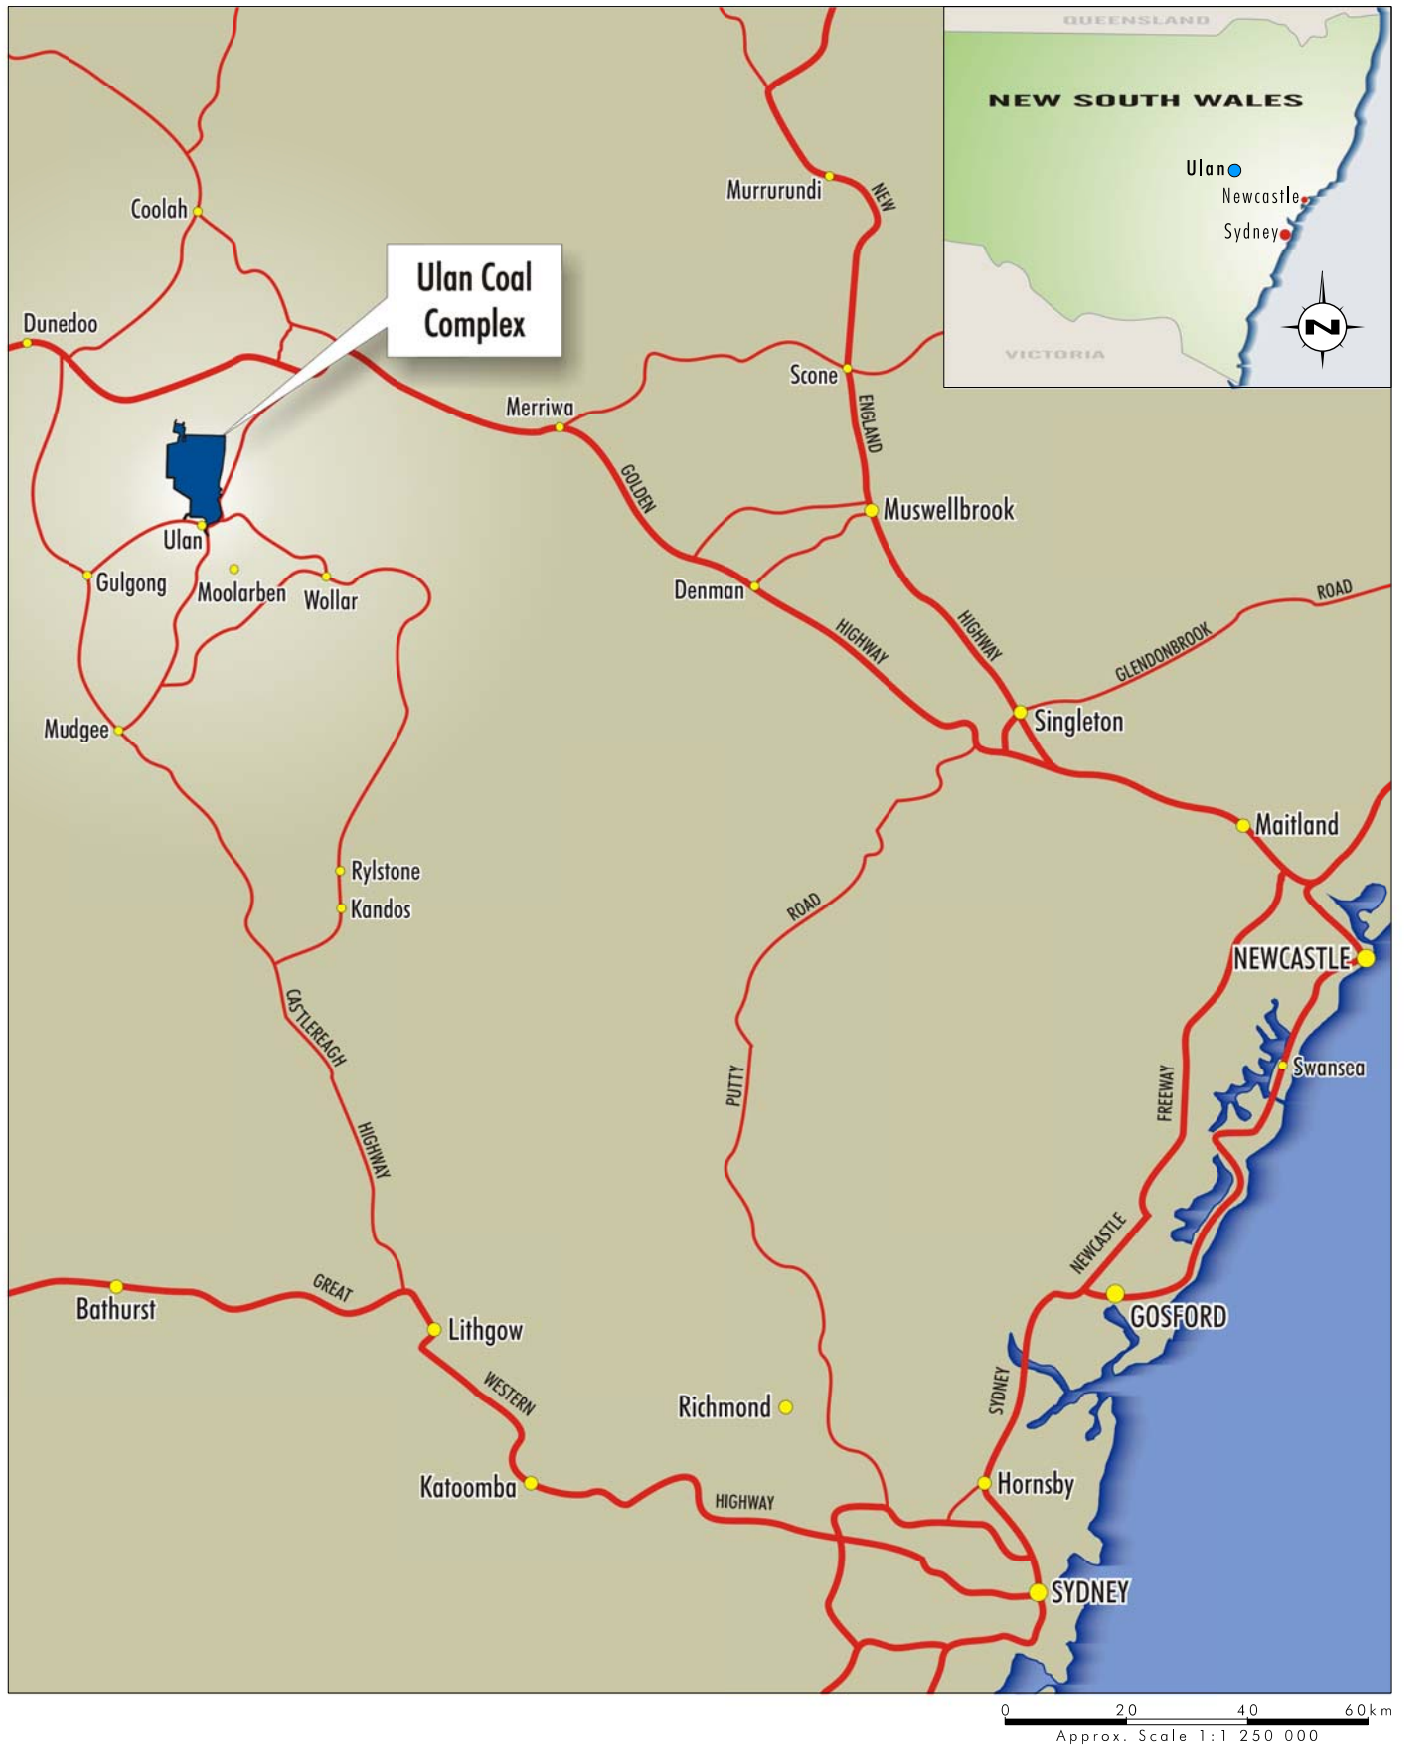 QUEENSLAND
NEW SOUTH WALES
Ulan
Newcastle
Sydney
N
VICTORIA
Murrurundi
NEW
Coolah
Ulan Coal
Complex
Dunedoo
Scone
Merriwa
ENGLAND
GOLDEN
Muswellbrook
Ulan
Gulgong
Moolarben
Wollar
Denman
HIGHWAY
HIGHWAY
GLENDONBROOK
ROAD
Mudgee
Singleton
Maitland
Rylstone
Kandos
ROAD
NEWCASTLE
CASTLEREAGH
Swansea
PUTTY
FREEWAY
HIGHWAY
NEWCASTLE
GREAT
Bathurst
GOSFORD
Lithgow
WESTERN
SYDNEY
Richmond
Katoomba
HIGHWAY
Hornsby
SYDNEY
0 20 40 60km
Approx. Scale 1:1 250 000